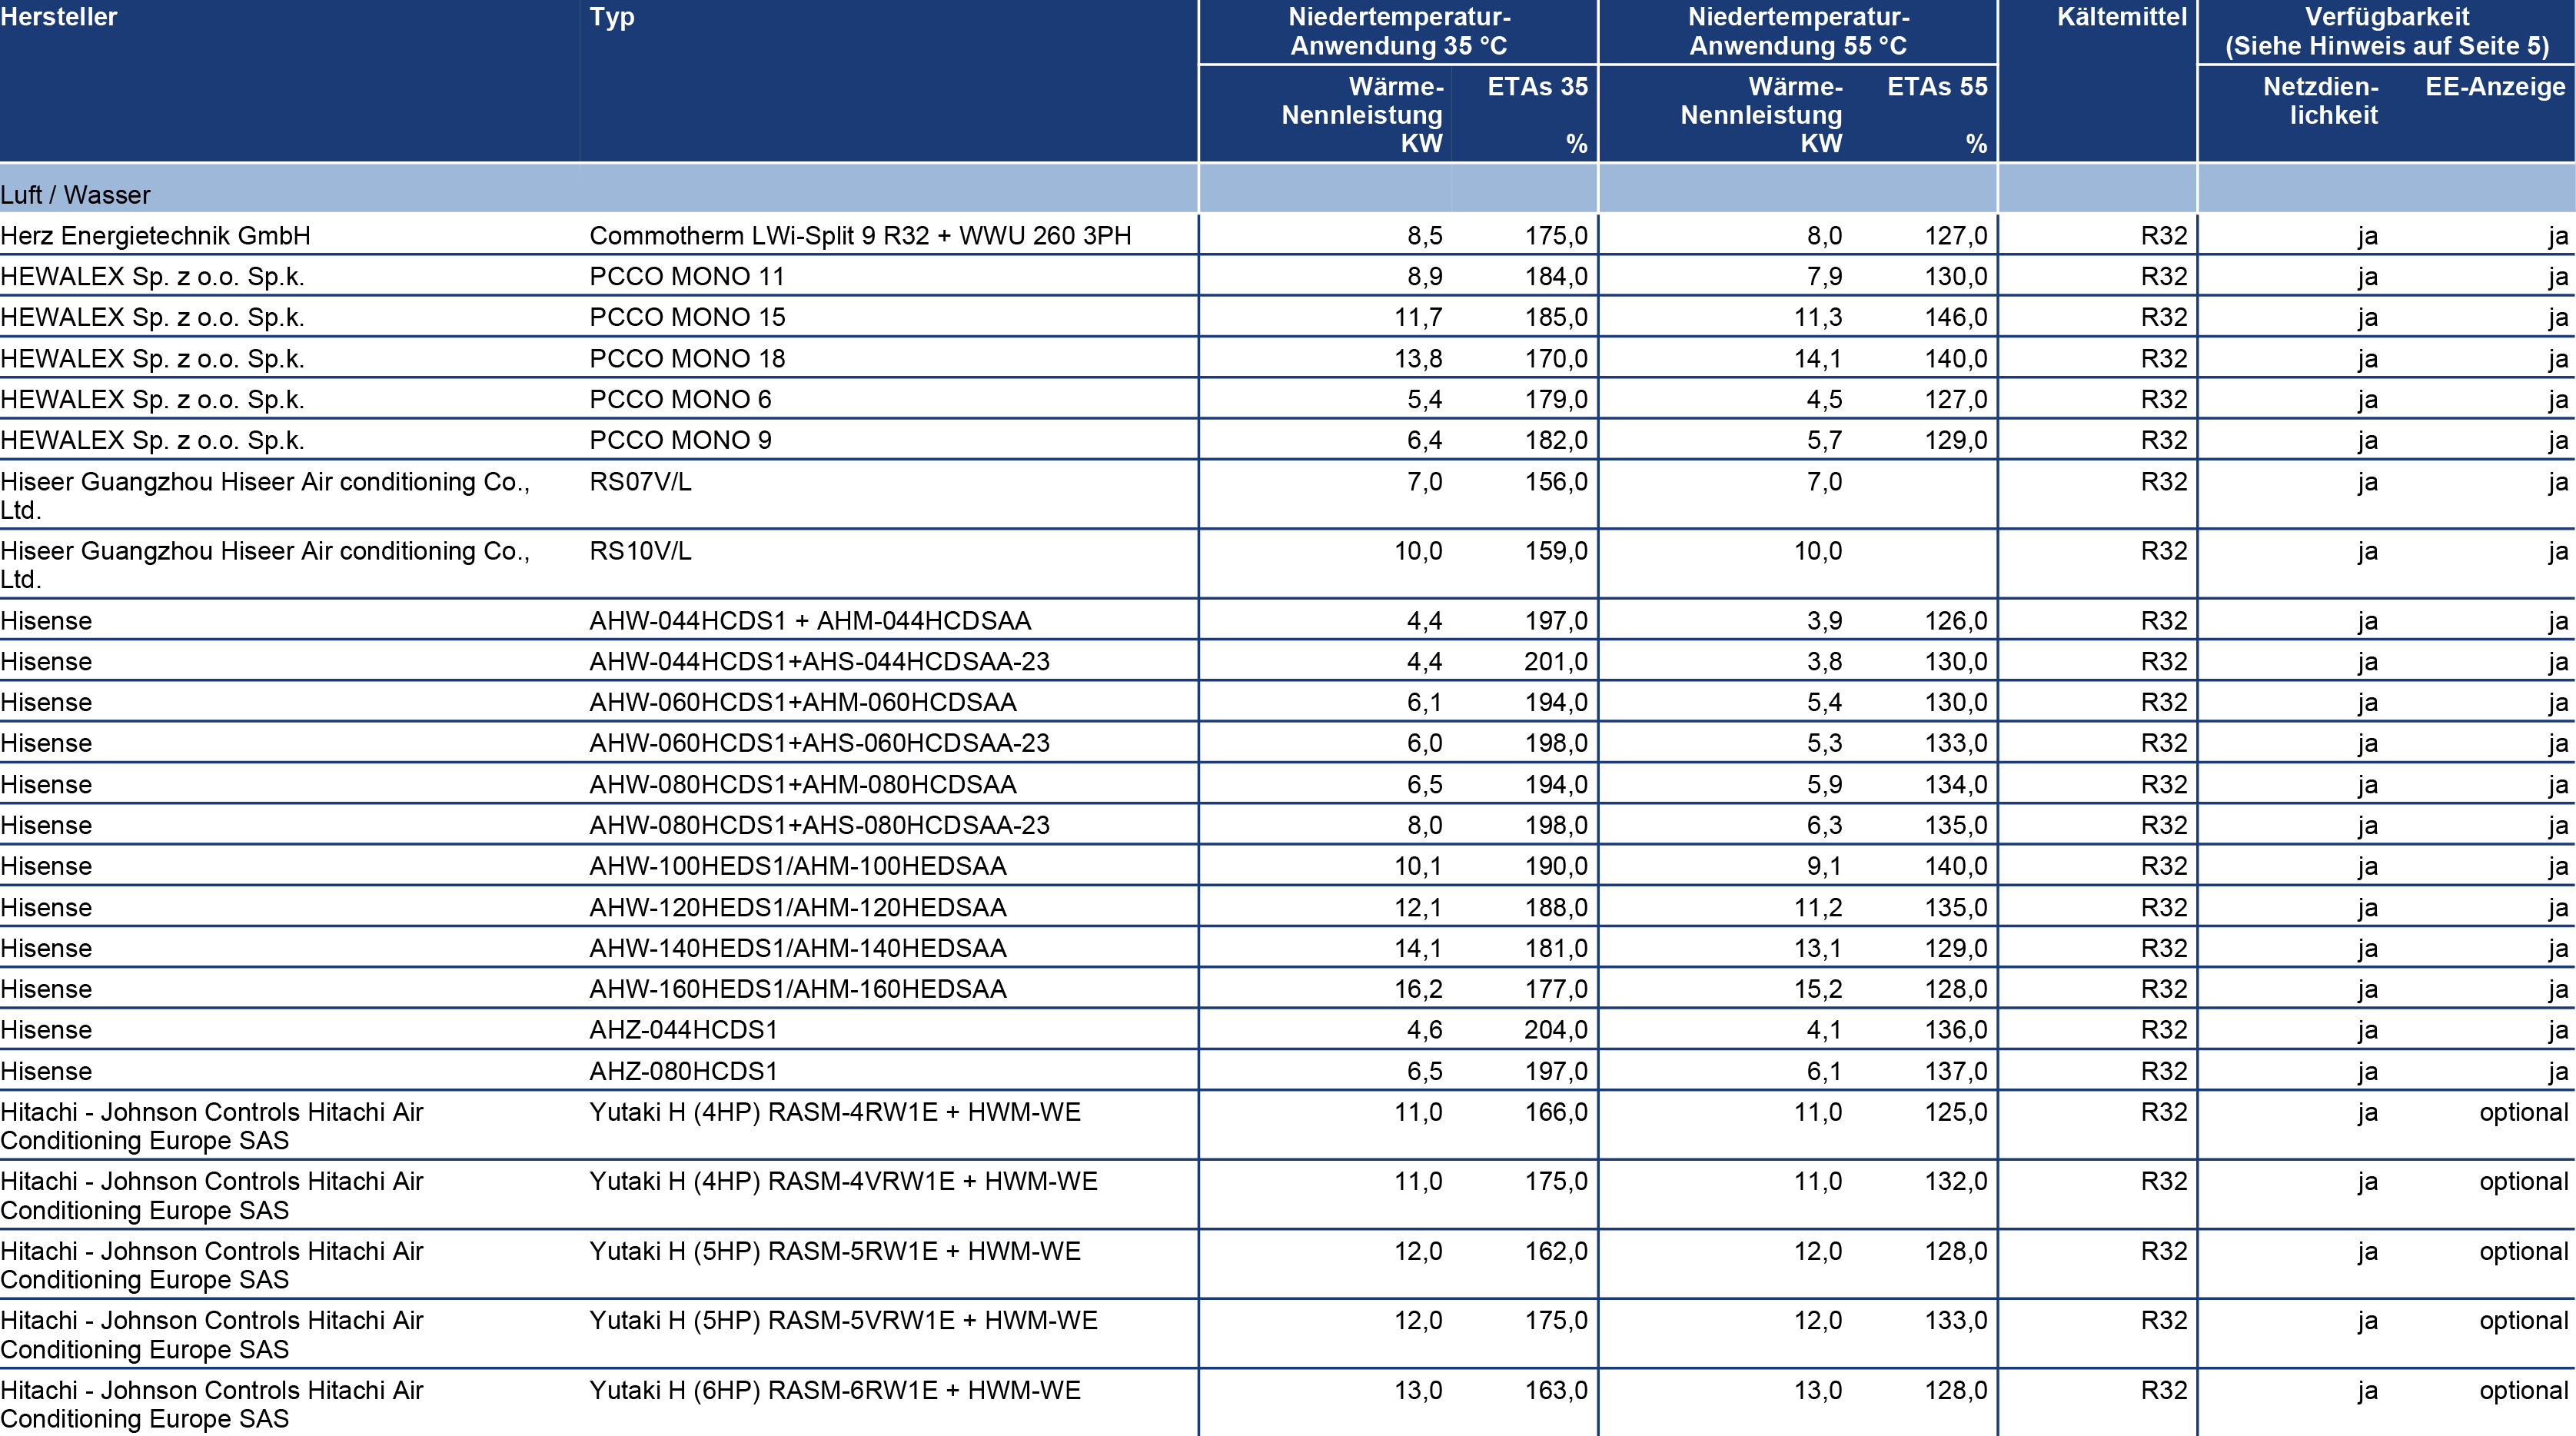 Hersteller Typ Niedertemperatur- Niedertemperatur- Kältemittel Verfügbarkeit
Anwendung 35 °C Anwendung 55 °C (Siehe Hinweis auf Seite 5)
Wärme- ETAs 35 Wärme- ETAs 55 Netzdien- EE-Anzeige
Nennleistung Nennleistung lichkeit
KW % KW %
Luft / Wasser
Herz Energietechnik GmbH Commotherm LWi-Split 9 R32 + WWU 260 3PH 8,5 175,0 8,0 127,0 R32 ja ja
HEWALEX Sp. z o.o. Sp.k. PCCO MONO 11 8,9 184,0 7,9 130,0 R32 ja ja
HEWALEX Sp. z o.o. Sp.k. PCCO MONO 15 11,7 185,0 11,3 146,0 R32 ja ja
HEWALEX Sp. z o.o. Sp.k. PCCO MONO 18 13,8 170,0 14,1 140,0 R32 ja ja
HEWALEX Sp. z o.o. Sp.k. PCCO MONO 6 5,4 179,0 4,5 127,0 R32 ja ja
HEWALEX Sp. z o.o. Sp.k. PCCO MONO 9 6,4 182,0 5,7 129,0 R32 ja ja
Hiseer Guangzhou Hiseer Air conditioning Co., RS07V/L 7,0 156,0 7,0 R32 ja ja
Ltd.
Hiseer Guangzhou Hiseer Air conditioning Co., RS10V/L 10,0 159,0 10,0 R32 ja ja
Ltd.
Hisense AHW-044HCDS1 + AHM-044HCDSAA 4,4 197,0 3,9 126,0 R32 ja ja
Hisense AHW-044HCDS1+AHS-044HCDSAA-23 4,4 201,0 3,8 130,0 R32 ja ja
Hisense AHW-060HCDS1+AHM-060HCDSAA 6,1 194,0 5,4 130,0 R32 ja ja
Hisense AHW-060HCDS1+AHS-060HCDSAA-23 6,0 198,0 5,3 133,0 R32 ja ja
Hisense AHW-080HCDS1+AHM-080HCDSAA 6,5 194,0 5,9 134,0 R32 ja ja
Hisense AHW-080HCDS1+AHS-080HCDSAA-23 8,0 198,0 6,3 135,0 R32 ja ja
Hisense AHW-100HEDS1/AHM-100HEDSAA 10,1 190,0 9,1 140,0 R32 ja ja
Hisense AHW-120HEDS1/AHM-120HEDSAA 12,1 188,0 11,2 135,0 R32 ja ja
Hisense AHW-140HEDS1/AHM-140HEDSAA 14,1 181,0 13,1 129,0 R32 ja ja
Hisense AHW-160HEDS1/AHM-160HEDSAA 16,2 177,0 15,2 128,0 R32 ja ja
Hisense AHZ-044HCDS1 4,6 204,0 4,1 136,0 R32 ja ja
Hisense AHZ-080HCDS1 6,5 197,0 6,1 137,0 R32 ja ja
Hitachi - Johnson Controls Hitachi Air Yutaki H (4HP) RASM-4RW1E + HWM-WE 11,0 166,0 11,0 125,0 R32 ja optional
Conditioning Europe SAS
Hitachi - Johnson Controls Hitachi Air Yutaki H (4HP) RASM-4VRW1E + HWM-WE 11,0 175,0 11,0 132,0 R32 ja optional
Conditioning Europe SAS
Hitachi - Johnson Controls Hitachi Air Yutaki H (5HP) RASM-5RW1E + HWM-WE 12,0 162,0 12,0 128,0 R32 ja optional
Conditioning Europe SAS
Hitachi - Johnson Controls Hitachi Air Yutaki H (5HP) RASM-5VRW1E + HWM-WE 12,0 175,0 12,0 133,0 R32 ja optional
Conditioning Europe SAS
Hitachi - Johnson Controls Hitachi Air Yutaki H (6HP) RASM-6RW1E + HWM-WE 13,0 163,0 13,0 128,0 R32 ja optional
Conditioning Europe SAS